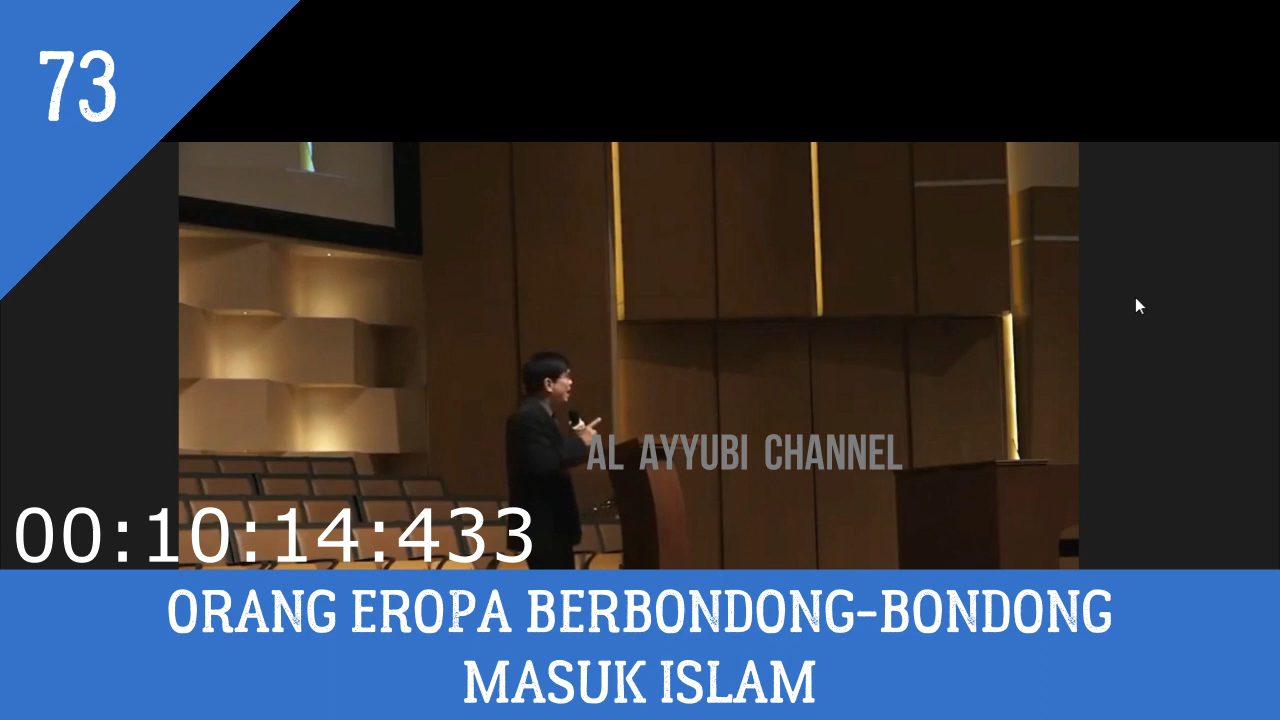 73
AL AYYUBI CHANNEL
00:10:14:433
ORANG EROPA BERBONDONG-BONDONG
MASUK ISLAM